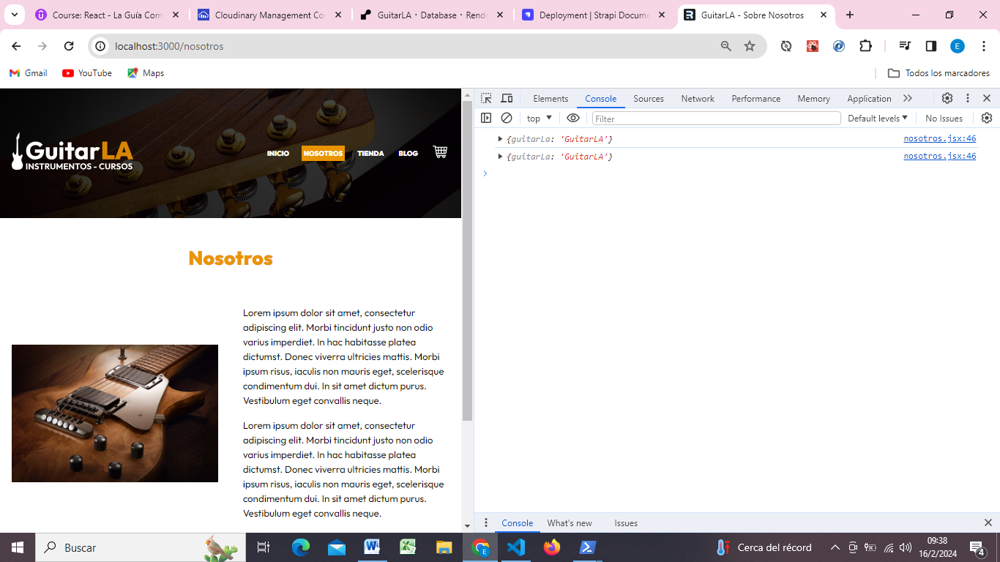 Course: React - La Guía Com
Cloudinary Management Co
GuitarLA · Database · Rend
Deployment | Strapi Docume
GuitarLA - Sobre Nosotros
localhost:3000/nosotros
E
Gmail
YouTube
Maps
Todos los marcadores
GuitarLA
INSTRUMENTOS - CURSOS
INICIO
NOSOTROS
TIENDA
BLOG
Nosotros
Lorem ipsum dolor sit amet, consectetur
adipiscing elit. Morbi tincidunt justo non odio
varius imperdiet. In hac habitasse platea
dictumst. Donec viverra ultricies mattis. Morbi
ipsum risus, iaculis non mauris eget, scelerisque
condimentum dui. In sit amet dictum purus.
Vestibulum eget convallis neque.
Lorem ipsum dolor sit amet, consectetur
adipiscing elit. Morbi tincidunt justo non odio
varius imperdiet. In hac habitasse platea
dictumst. Donec viverra ultricies mattis. Morbi
ipsum risus, iaculis non mauris eget, scelerisque
condimentum dui. In sit amet dictum purus.
Vestibulum eget convallis neque.
Elements
Console
Sources
Network
Performance
Memory
Application
top
Filter
Default levels
No Issues
{guitarLa: 'GuitarLA'}
nosotros.jsx:46
{guitarLa: 'GuitarLA'}
nosotros.jsx:46
Console
What's new
Issues
Buscar
Cerca del récord
09:38
16/2/2024
4